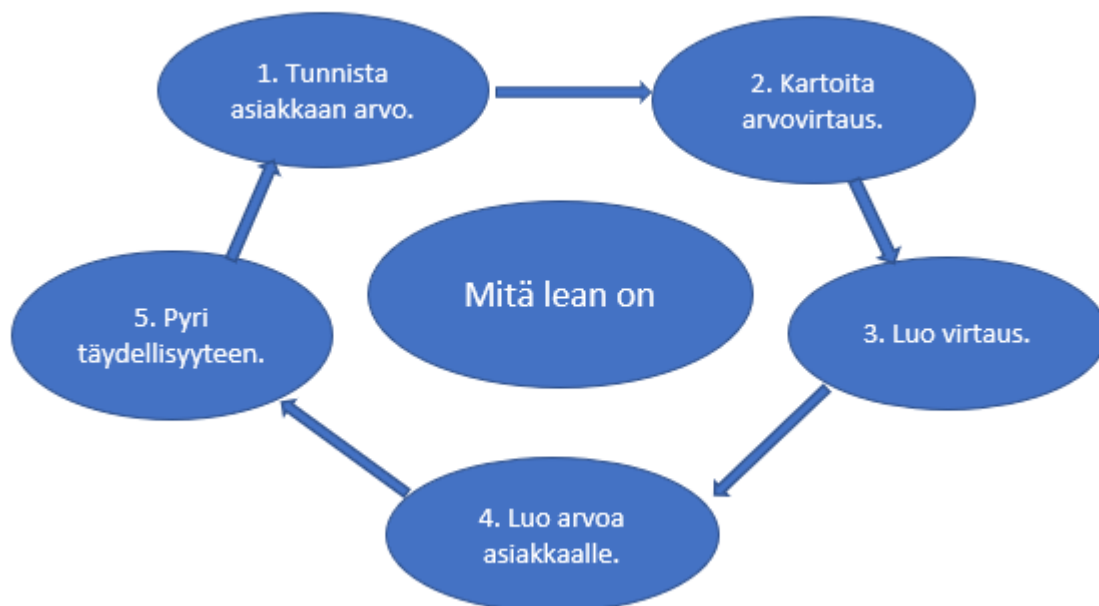 1. Tunnista
asiakkaan arvo.
2. Kartoita
arvovirtaus.
Mitä lean on
3. Luo virtaus.
4. Luo arvoa
asiakkaalle.
5. Pyri
täydellisyyteen.